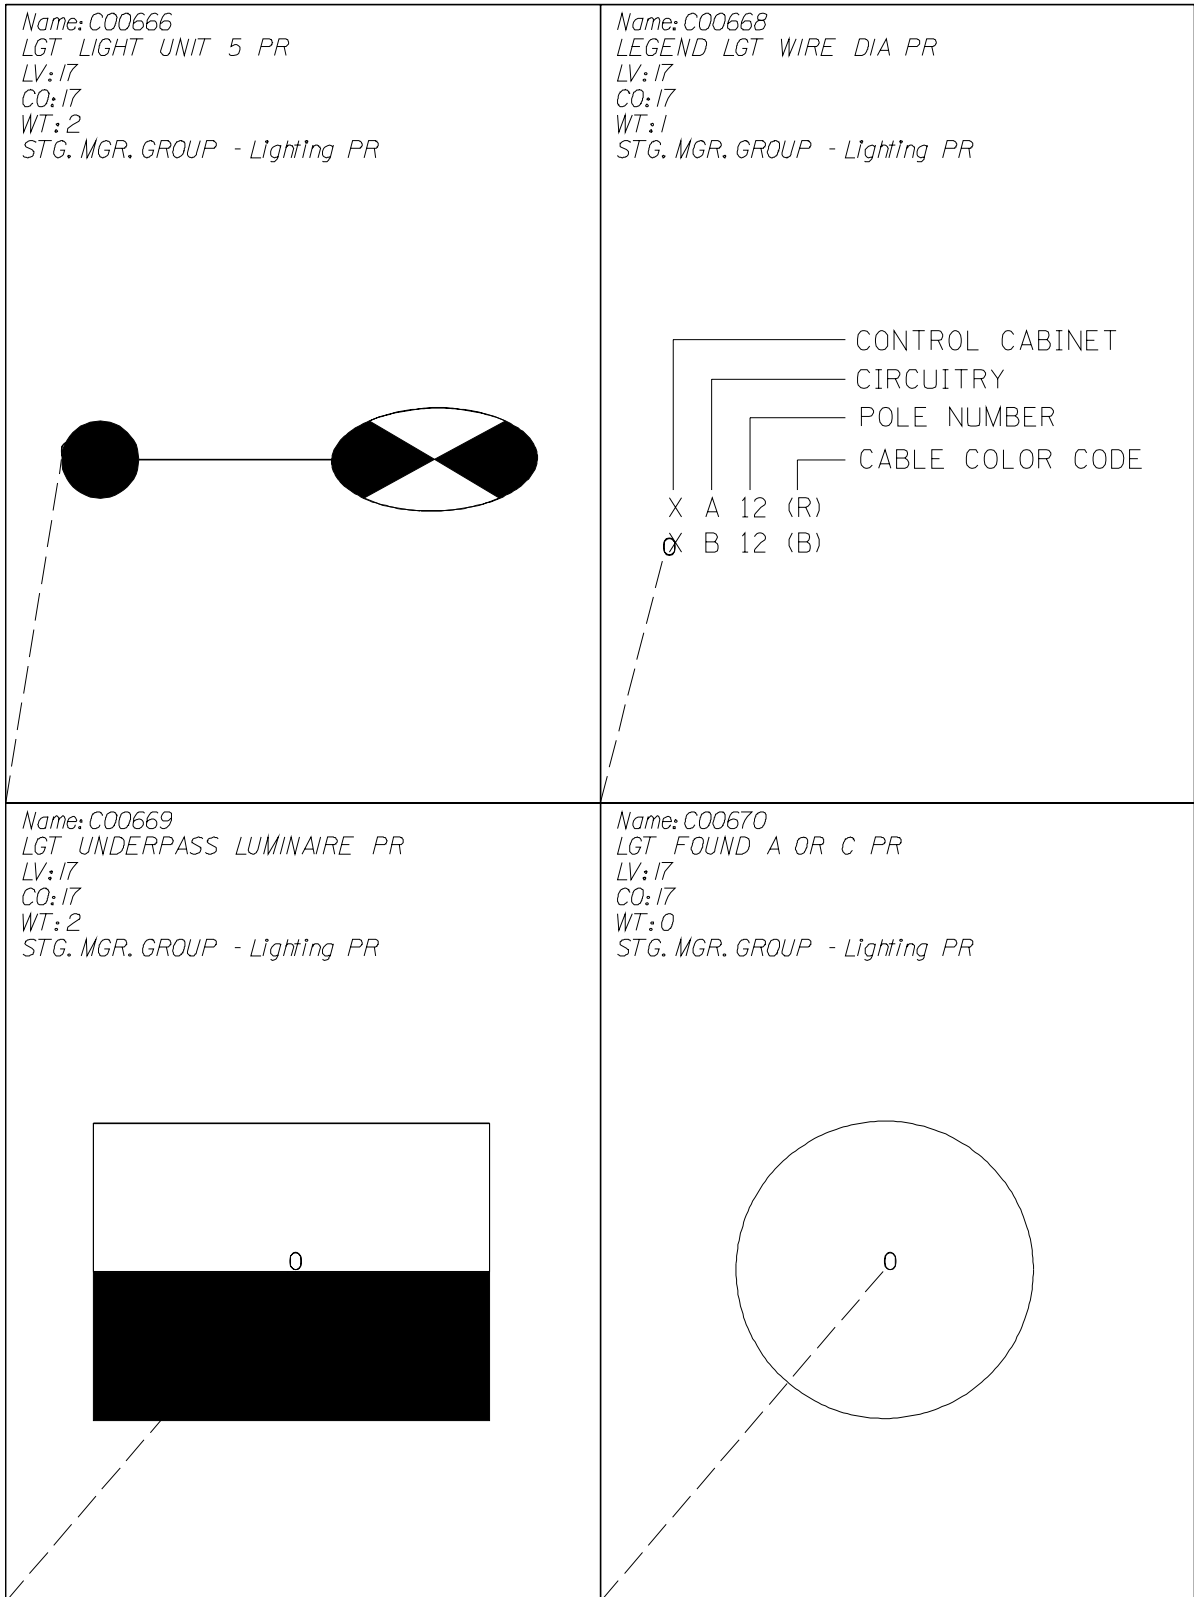 Name: C00666
LGT LIGHT UNIT 5 PR
LV: 17
CO: 17
WT: 2
STG. MGR. GROUP - Lighting PR
Name: C00668
LEGEND LGT WIRE DIA PR
LV: 17
CO: 17
WT: 1
STG. MGR. GROUP - Lighting PR
CONTROL CABINET
CIRCUITRY
POLE NUMBER
CABLE COLOR CODE
X A 12 (R)
X B 12 (B)
O
Name: C00669
LGT UNDERPASS LUMINAIRE PR
LV: 17
CO: 17
WT: 2
STG. MGR. GROUP - Lighting PR
O
Name: C00670
LGT FOUND A OR C PR
LV: 17
CO: 17
WT: 0
STG. MGR. GROUP - Lighting PR
O